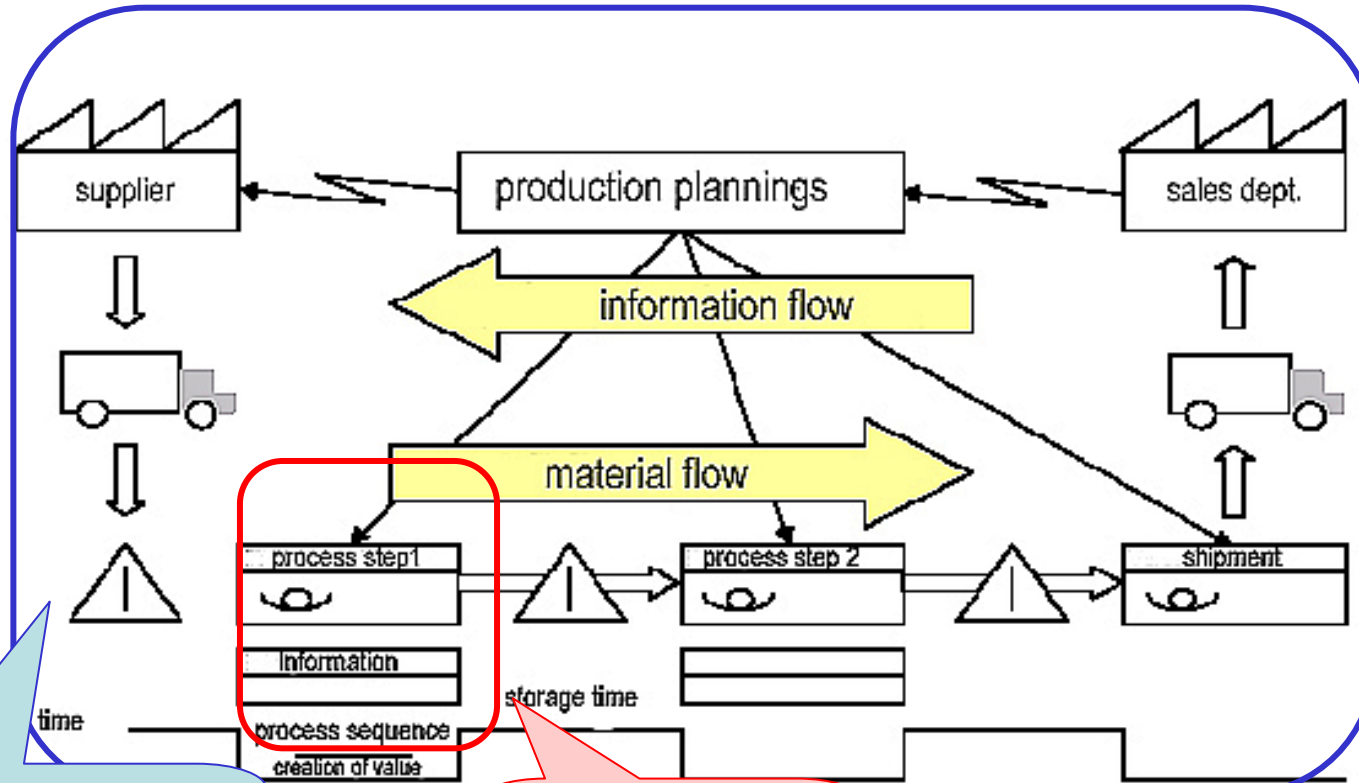 supplier
production plannings
sales dept.
information flow
material flow
process step1
process step 2
shipment
Information
storage time
time
process sequence
creation of value